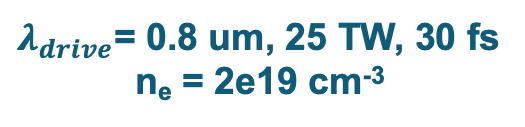 λdrive= 0.8 um, 25 TW, 30 fs
ne = 2e19 cm-3